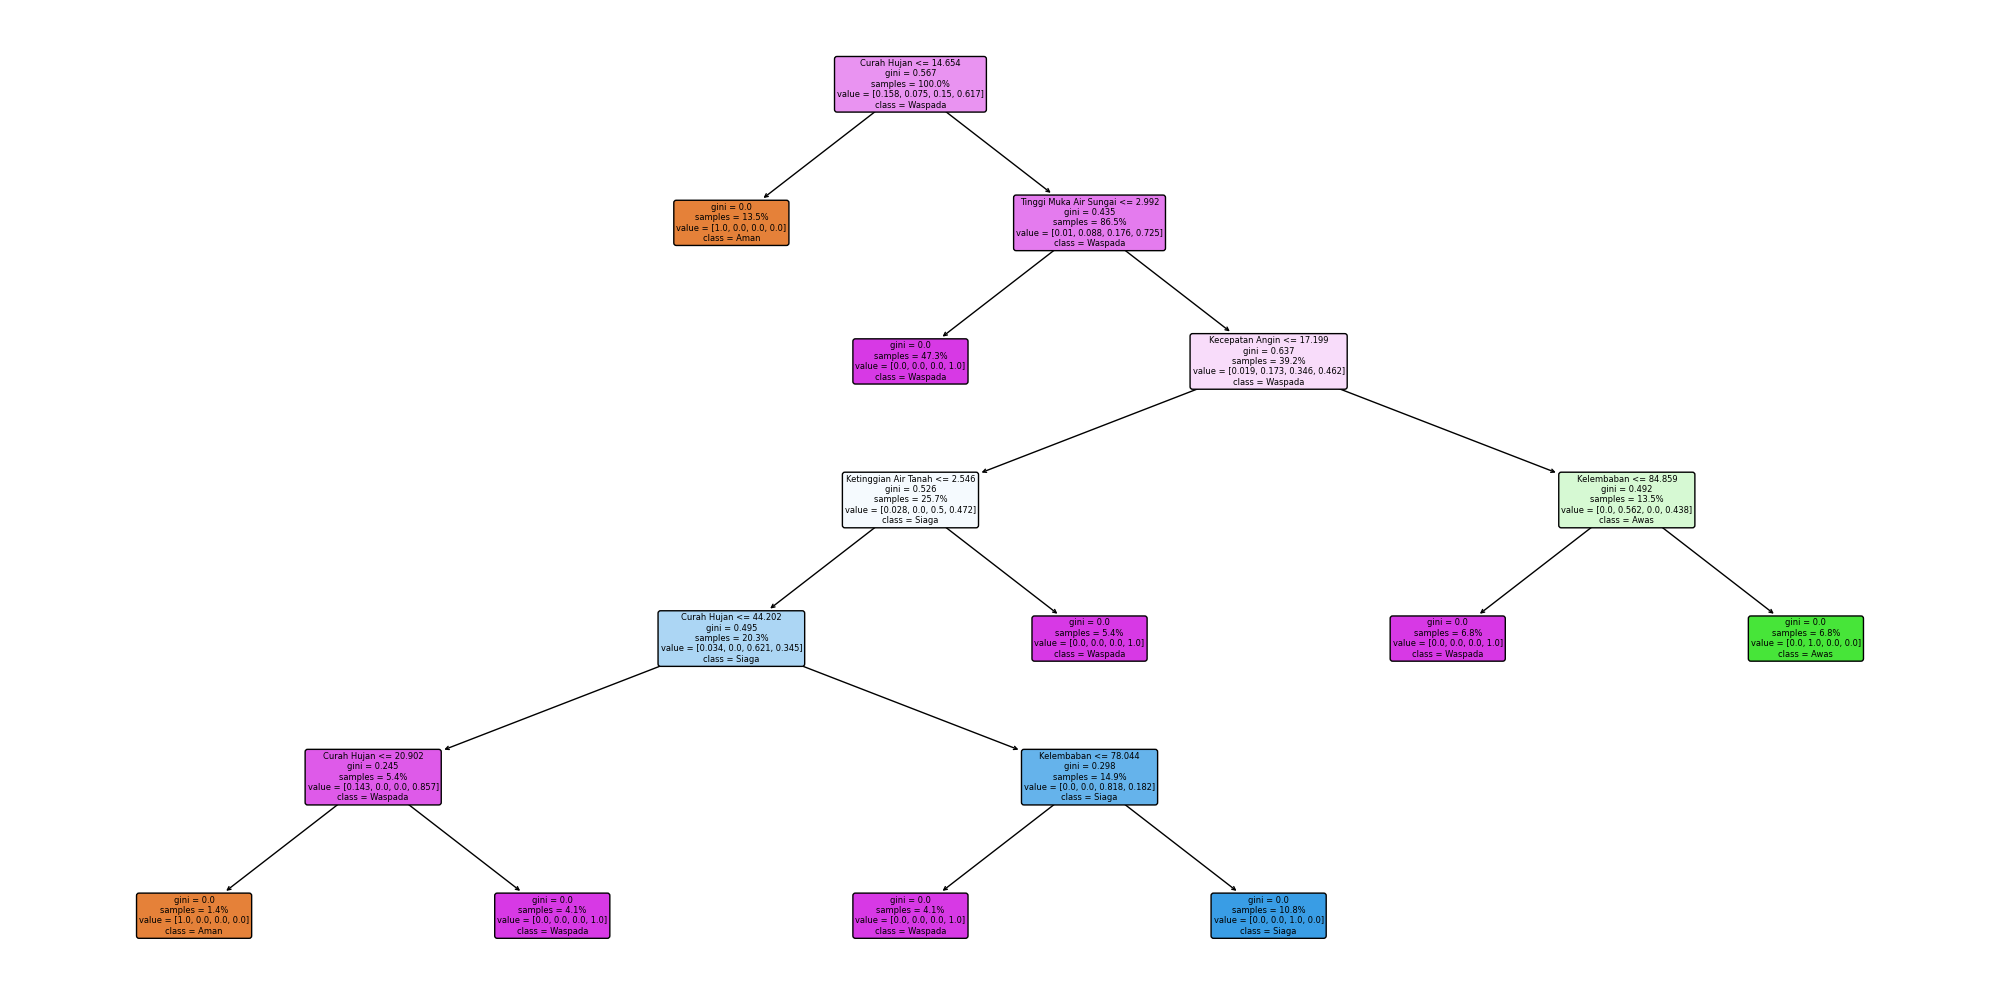 Curah Hujan <= 14.654
gini = 0.567
samples = 100.0%
value = [0.158, 0.075, 0.15, 0.617]
class = Waspada
gini = 0.0
samples = 13.5%
value = [1.0, 0.0, 0.0, 0.0]
class = Aman
Tinggi Muka Air Sungai <= 2.992
gini = 0.435
samples = 86.5%
value = [0.01, 0.088, 0.176, 0.725]
class = Waspada
gini = 0.0
samples = 47.3%
value = [0.0, 0.0, 0.0, 1.0]
class = Waspada
Kecepatan Angin <= 17.199
gini = 0.637
samples = 39.2%
value = [0.019, 0.173, 0.346, 0.462]
class = Waspada
Ketinggian Air Tanah <= 2.546
gini = 0.526
samples = 25.7%
value = [0.028, 0.0, 0.5, 0.472]
class = Siaga
Kelembaban <= 84.859
gini = 0.492
samples = 13.5%
value = [0.0, 0.562, 0.0, 0.438]
class = Awas
Curah Hujan <= 44.202
gini = 0.495
samples = 20.3%
value = [0.034, 0.0, 0.621, 0.345]
class = Siaga
gini = 0.0
samples = 5.4%
value = [0.0, 0.0, 0.0, 1.0]
class = Waspada
gini = 0.0
samples = 6.8%
value = [0.0, 0.0, 0.0, 1.0]
class = Waspada
gini = 0.0
samples = 6.8%
value = [0.0, 1.0, 0.0, 0.0]
class = Awas
Curah Hujan <= 20.902
gini = 0.245
samples = 5.4%
value = [0.143, 0.0, 0.0, 0.857]
class = Waspada
Kelembaban <= 78.044
gini = 0.298
samples = 14.9%
value = [0.0, 0.0, 0.818, 0.182]
class = Siaga
gini = 0.0
samples = 1.4%
value = [1.0, 0.0, 0.0, 0.0]
class = Aman
gini = 0.0
samples = 4.1%
value = [0.0, 0.0, 0.0, 1.0]
class = Waspada
gini = 0.0
samples = 4.1%
value = [0.0, 0.0, 0.0, 1.0]
class = Waspada
gini = 0.0
samples = 10.8%
value = [0.0, 0.0, 1.0, 0.0]
class = Siaga